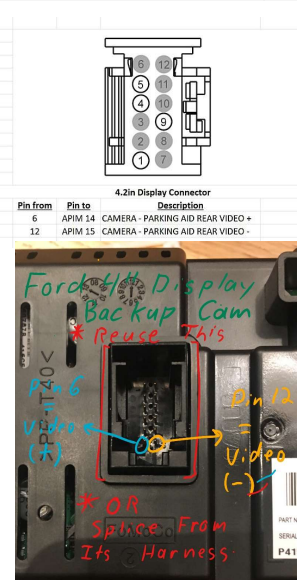 6 12
5 11
4 10
3 9
2 8
1 7
4.2in Display Connector
Pin from Pin to Description
6 APIM 14 CAMERA - PARKING AID REAR VIDEO +
12 APIM 15 CAMERA - PARKING AID REAR VIDEO -
Ford 4" Display
Backup Cam
* Reuse This
Pin 6
=
Video
(+)
Pin 12
=
Video
(-)
* OR
Splice From
Its Harness
PART N
SERIAL
P41